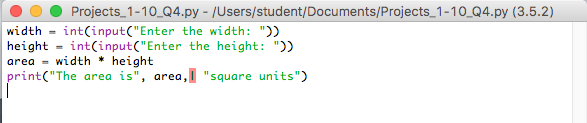 Projects_1-10_Q4.py - /Users/student/Documents/Projects_1-10_Q4.py (3.5.2)
width = int(input("Enter the width: "))
height = int(input("Enter the height: "))
area = width * height
print("The area is", area, "square units")